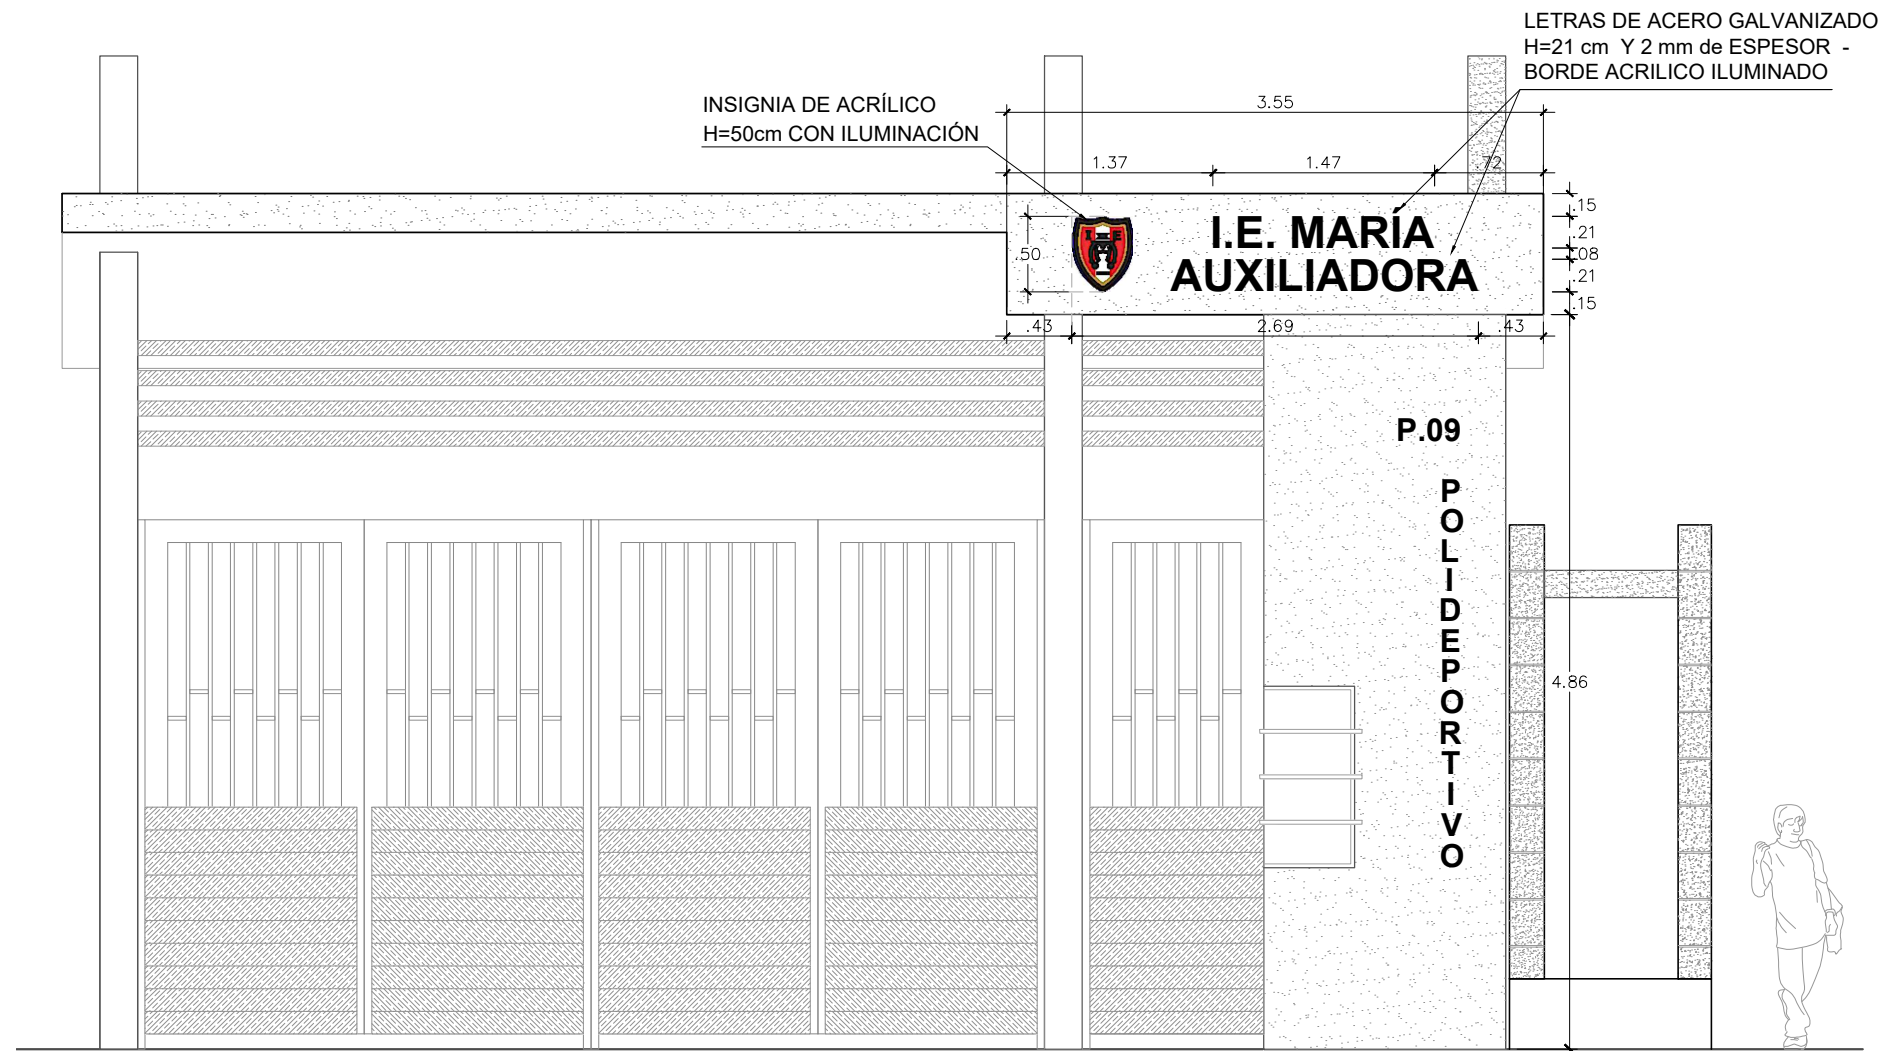 LETRAS DE ACERO GALVANIZADO
H=21 cm Y 2 mm de ESPESOR -
BORDE ACRILICO ILUMINADO
INSIGNIA DE ACRÍLICO
H=50cm CON ILUMINACIÓN
3.55
1.37 1.47 .72
I.E. MARÍA
AUXILIADORA
I E
.50
.15
.21
.08
.21
.15
.43 2.69 .43
P.09
POLIDEPORTIVO
4.86